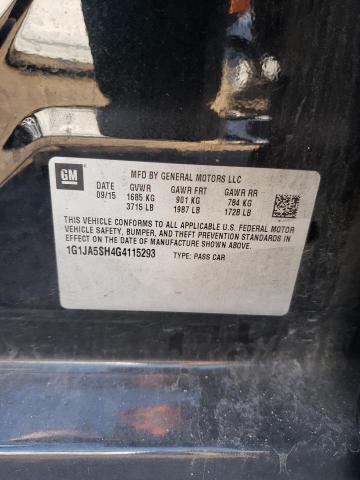 GM
MFD BY GENERAL MOTORS LLC
DATE GVWR GAWR FRT GAWR RR
09/15 1685 KG 901 KG 784 KG
3715 LB 1987 LB 1728 LB
THIS VEHICLE CONFORMS TO ALL APPLICABLE U.S. FEDERAL MOTOR
VEHICLE SAFETY, BUMPER, AND THEFT PREVENTION STANDARDS IN
EFFECT ON THE DATE OF MANUFACTURE SHOWN ABOVE.
1G1JA5SH4G4115293 TYPE: PASS CAR